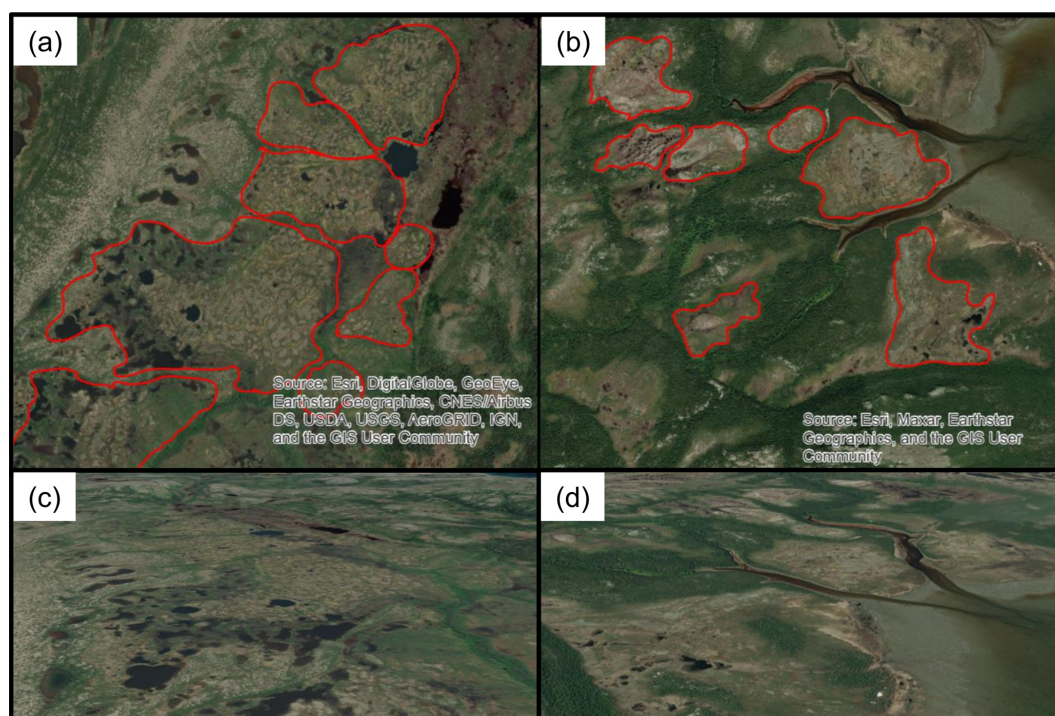 (a)
(b)
Source: Esri, DigitalGlobe, GeoEye,
Earthstar Geographics, CNES/Airbus
DS, USDA, USGS, AeroGRID, IGN,
and the GIS User Community
Source: Esri, Maxar, Earthstar
Geographics, and the GIS User
Community
(c)
(d)